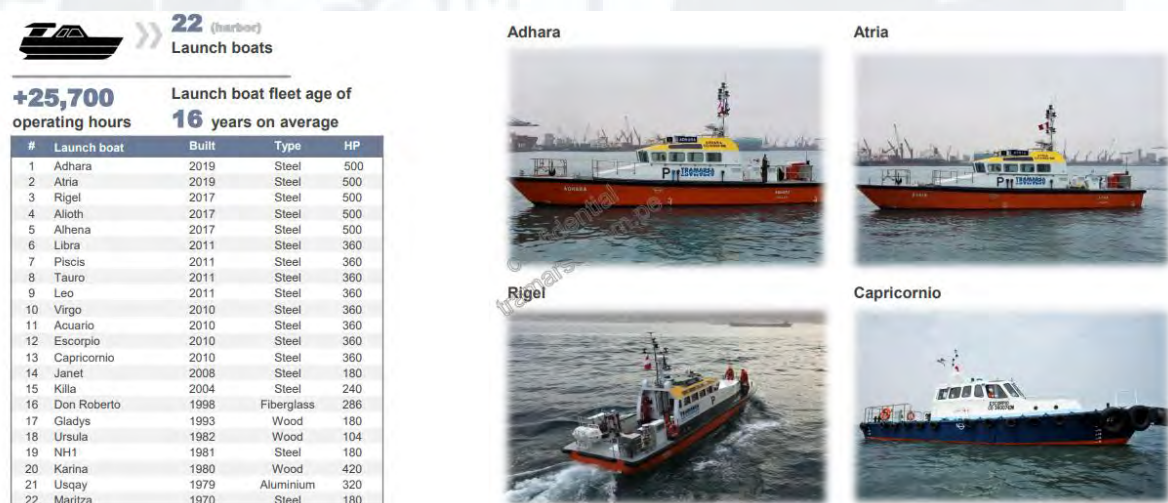 22 (harbor)
Launch boats
+25,700
operating hours
Launch boat fleet age of
16 years on average
# Launch boat Built Type HP
1 Adhara 2019 Steel 500
2 Atria 2019 Steel 500
3 Rigel 2017 Steel 500
4 Alioth 2017 Steel 500
5 Alhena 2017 Steel 500
6 Libra 2011 Steel 360
7 Piscis 2011 Steel 360
8 Tauro 2011 Steel 360
9 Leo 2011 Steel 360
10 Virgo 2010 Steel 360
11 Acuario 2010 Steel 360
12 Escorpio 2010 Steel 360
13 Capricornio 2010 Steel 360
14 Janet 2008 Steel 180
15 Killa 2004 Steel 240
16 Don Roberto 1998 Fiberglass 286
17 Gladys 1993 Wood 180
18 Ursula 1982 Wood 104
19 NH1 1981 Steel 180
20 Karina 1980 Wood 420
21 Usqay 1979 Aluminium 320
22 Maritza 1970 Steel 180
Adhara
ADHARA
P TRAMARSA
ADHARA
Atria
P TRAMARSA
ATRIA
Rigel
TRAMARSA
Capricornio